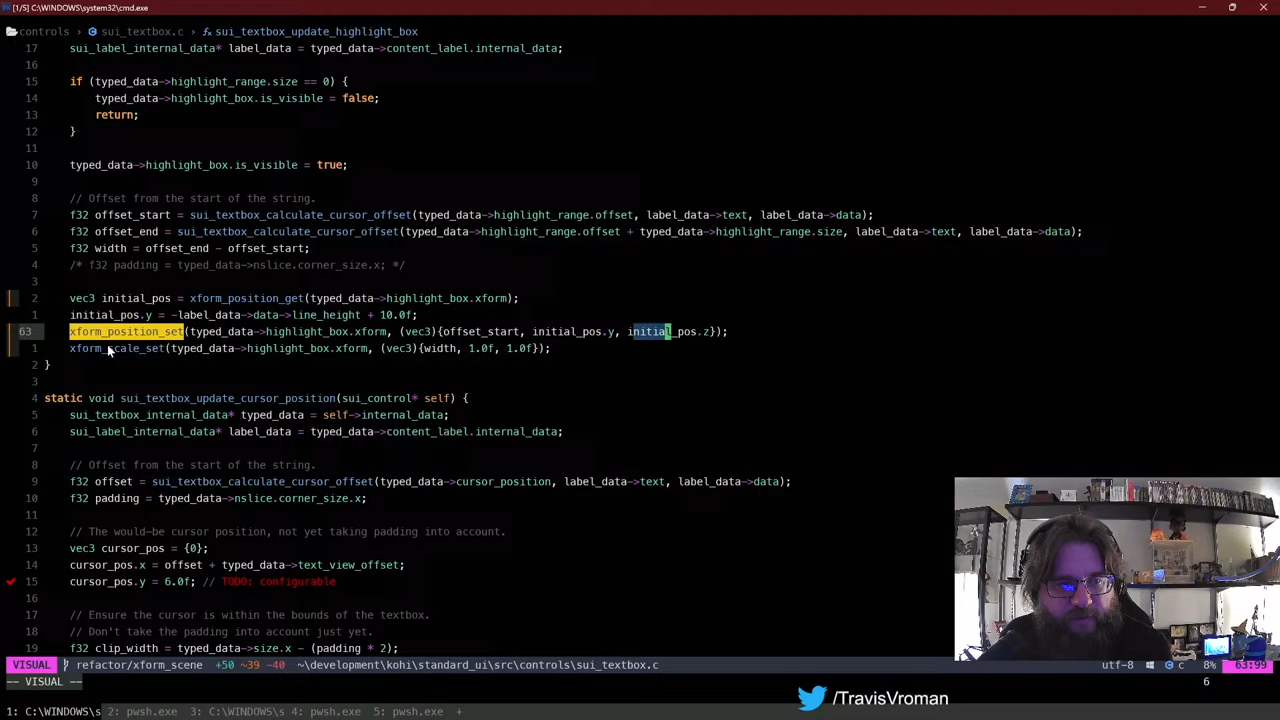 [1/5] C:\WINDOWS\system32\cmd.exe
controls > C sui_textbox.c > fx sui_textbox_update_highlight_box
17 sui_label_internal_data* label_data = typed_data->content_label.internal_data;
15 if (typed_data->highlight_range.size == 0) {
14 typed_data->highlight_box.is_visible = false;
13 return;
12 }
11
10 typed_data->highlight_box.is_visible = true;
9
8 // Offset from the start of the string.
7 f32 offset_start = sui_textbox_calculate_cursor_offset(typed_data->highlight_range.offset, label_data->text, label_data->data);
6 f32 offset_end = sui_textbox_calculate_cursor_offset(typed_data->highlight_range.offset + typed_data->highlight_range.size, label_data->text, label_data->data);
5 f32 width = offset_end - offset_start;
4 /* f32 padding = typed_data->nslice.corner_size.x; */
3
2 vec3 initial_pos = xform_position_get(typed_data->highlight_box.xform);
1 initial_pos.y = -label_data->data->line_height + 10.0f;
63 xform_position_set(typed_data->highlight_box.xform, (vec3){offset_start, initial_pos.y, initial_pos.z});
1 xform_scale_set(typed_data->highlight_box.xform, (vec3){width, 1.0f, 1.0f});
2 }
3
4 static void sui_textbox_update_cursor_position(sui_control* self) {
5 sui_textbox_internal_data* typed_data = self->internal_data;
6 sui_label_internal_data* label_data = typed_data->content_label.internal_data;
7
8 // Offset from the start of the string.
9 f32 offset = sui_textbox_calculate_cursor_offset(typed_data->cursor_position, label_data->text, label_data->data);
10 f32 padding = typed_data->nslice.corner_size.x;
11
12 // The would-be cursor position, not yet taking padding into account.
13 vec3 cursor_pos = {0};
14 cursor_pos.x = offset + typed_data->text_view_offset;
15 cursor_pos.y = 6.0f; // TODO: configurable
16
17 // Ensure the cursor is within the bounds of the textbox.
18 // Don't take the padding into account just yet.
19 f32 clip_width = typed_data->size.x - (padding * 2);
VISUAL refactor/xform_scene +50 ~39 -40 ~\development\kohi\standard_ui\src\controls\sui_textbox.c utf-8 c 8% 63:99
-- VISUAL -- 6
/TravisVroman
1: C:\WINDOWS\s 2: pwsh.exe 3: C:\WINDOWS\s 4: pwsh.exe 5: pwsh.exe +